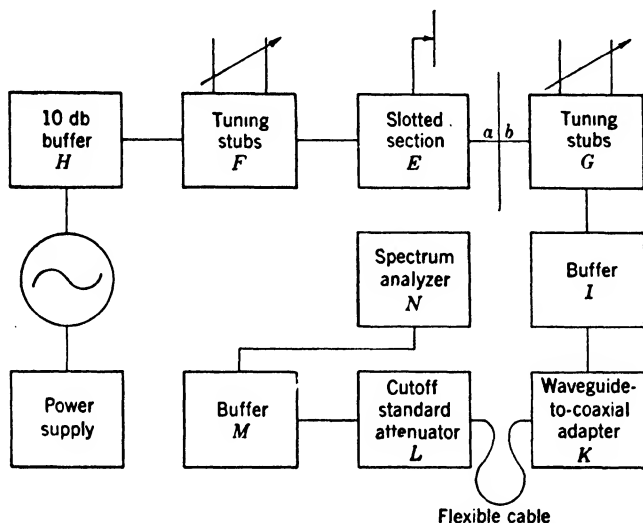 10 db
buffer
H
Tuning
stubs
F
Slotted
section
E
a b
Tuning
stubs
G
Spectrum
analyzer
N
Buffer
I
Power
supply
Buffer
M
Cutoff
standard
attenuator
L
Waveguide-
to-coaxial
adapter
K
Flexible cable